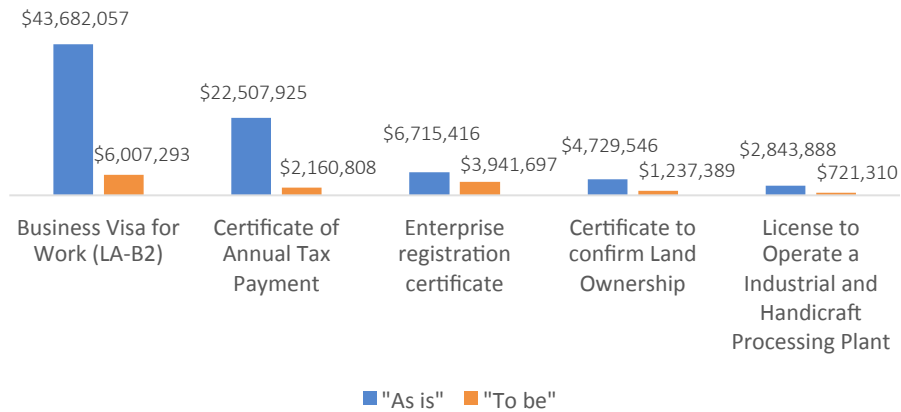 $43,682,057
$6,007,293
$22,507,925
$2,160,808
$6,715,416
$3,941,697
$4,729,546
$1,237,389
$2,843,888
$721,310
Business Visa for
Work (LA-B2)
Certificate of
Annual Tax
Payment
Enterprise
registration
certificate
Certificate to
confirm Land
Ownership
License to
Operate a
Industrial and
Handicraft
Processing Plant
"As is"
"To be"